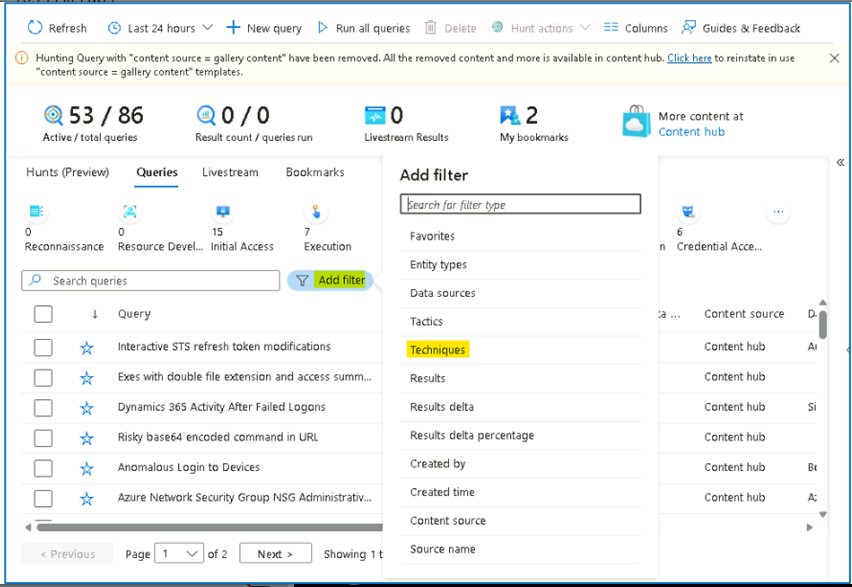 Refresh Last 24 hours New query Run all queries Delete Hunt actions Columns Guides & Feedback
Hunting Query with "content source = gallery content" have been removed. All the removed content and more is available in content hub. Click here to reinstate in use
"content source = gallery content" templates.
53 / 86
Active / total queries
0 / 0
Result count / queries run
0
Livestream Results
2
My bookmarks
More content at
Content hub
Hunts (Preview) Queries Livestream Bookmarks
0
Reconnaissance
0
Resource Devel...
15
Initial Access
7
Execution
6
Credential Acce...
Search queries
Add filter
Query
Content source
Interactive STS refresh token modifications
Content hub
Exes with double file extension and access summ...
Content hub
Dynamics 365 Activity After Failed Logons
Content hub
Si
Risky base64 encoded command in URL
Content hub
Anomalous Login to Devices
Content hub
Azure Network Security Group NSG Administrativ...
Content hub
< Previous Page 1 of 2 Next > Showing 1
Add filter
Search for filter type
Favorites
Entity types
Data sources
Tactics
Techniques
Results
Results delta
Results delta percentage
Created by
Created time
Content source
Source name